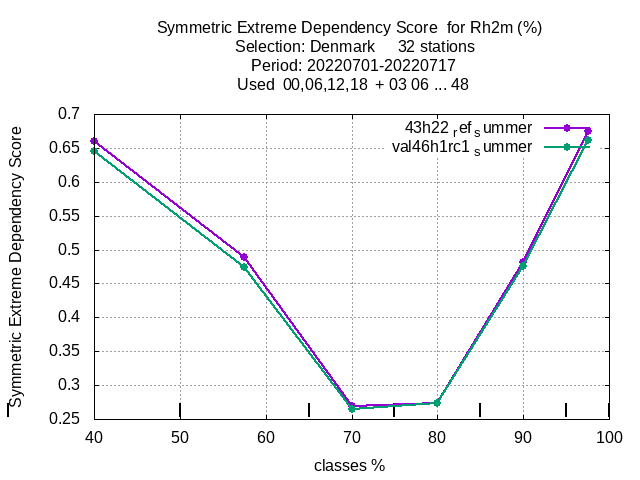 Symmetric Extreme Dependency Score for Rh2m (%)
Selection: Denmark 32 stations
Period: 20220701-20220717
Used 00,06,12,18 + 03 06 ... 48
Symmetric Extreme Dependency Score
0.7
0.65
0.6
0.55
0.5
0.45
0.4
0.35
0.3
0.25
43h22 ref summer
val46h1rc1 summer
40 50 60 70 80 90 100
classes %